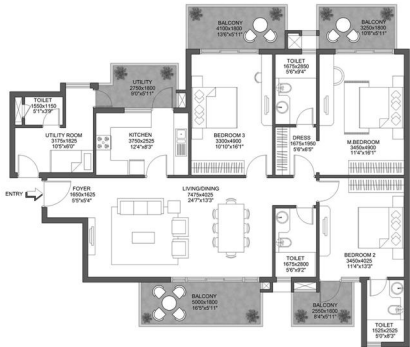 BALCONY
4100x1800
13'6"x5'11"
BALCONY
3250x1800
10'8"x5'11"
TOILET
1675x2850
5'6"x9'4"
UTILITY
2750x1800
9'0"x5'11"
TOILET
1550x1150
5'1"x3'9"
UTILITY ROOM
3175x1825
10'5"x6'0"
KITCHEN
3750x2525
12'4"x8'3"
BEDROOM 3
3300x4900
10'10"x16'1"
DRESS
1675x1950
5'6"x6'5"
M.BEDROOM
3450x4900
11'4"x16'1"
ENTRY
FOYER
1650x1625
5'5"x5'4"
LIVING/DINING
7475x4025
24'7"x13'3"
TOILET
1675x2800
5'6"x9'2"
BEDROOM 2
3450x4025
11'4"x13'3"
BALCONY
5000x1800
16'5"x5'11"
BALCONY
2550x1800
8'4"x5'11"
TOILET
1525x2525
5'0"x8'3"